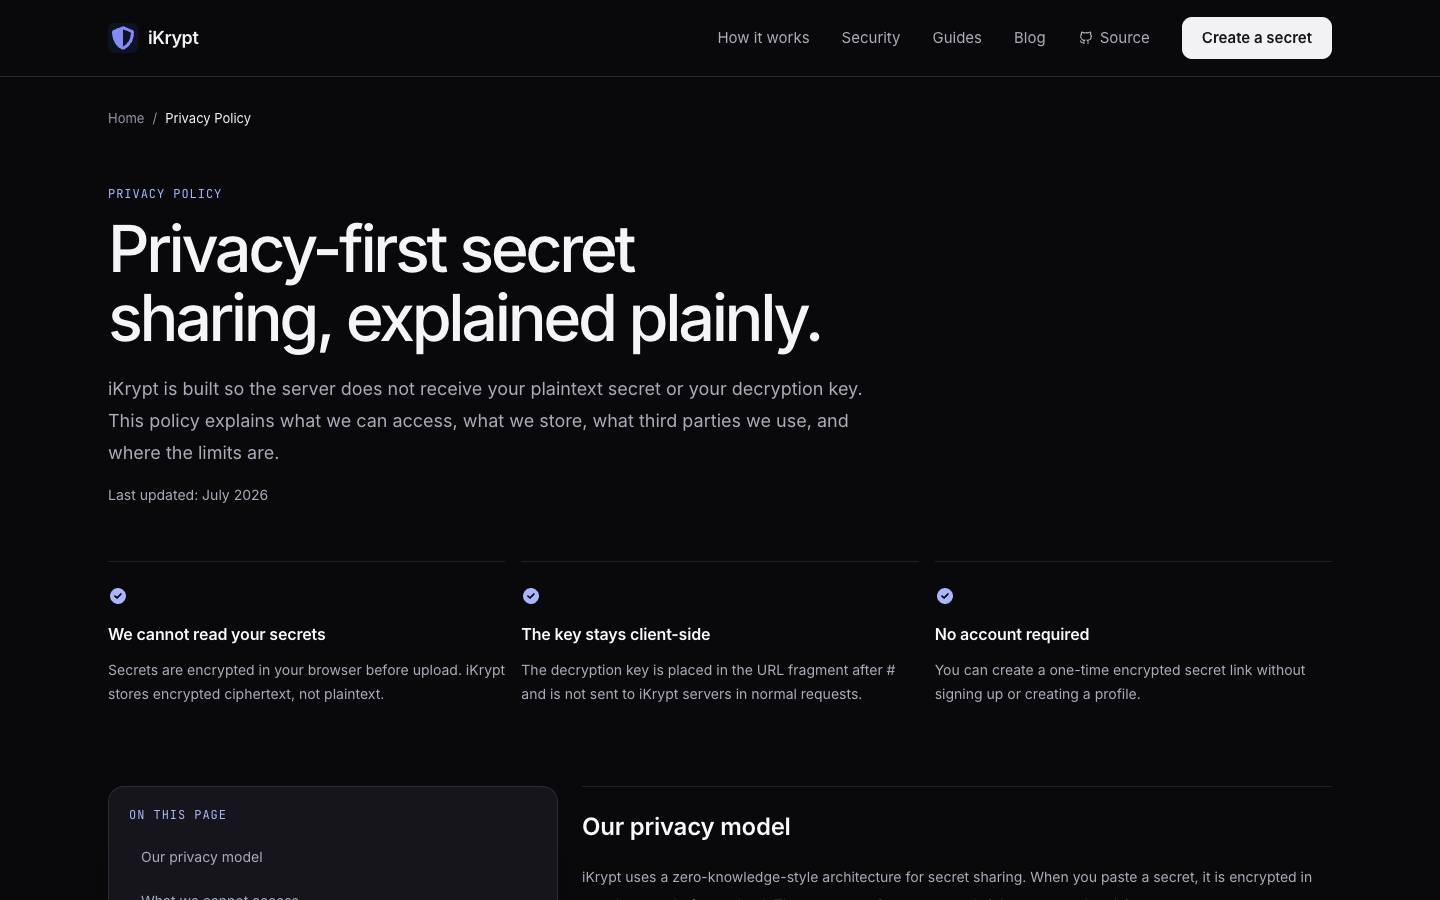 iKrypt
How it works
Security
Guides
Blog
Source
Create a secret
Home / Privacy Policy
PRIVACY POLICY
Privacy-first secret
sharing, explained plainly.
iKrypt is built so the server does not receive your plaintext secret or your decryption key.
This policy explains what we can access, what we store, what third parties we use, and
where the limits are.
Last updated: July 2026
We cannot read your secrets
Secrets are encrypted in your browser before upload. iKrypt
stores encrypted ciphertext, not plaintext.
The key stays client-side
The decryption key is placed in the URL fragment after #
and is not sent to iKrypt servers in normal requests.
No account required
You can create a one-time encrypted secret link without
signing up or creating a profile.
ON THIS PAGE
Our privacy model
What we cannot access
Our privacy model
iKrypt uses a zero-knowledge-style architecture for secret sharing. When you paste a secret, it is encrypted in